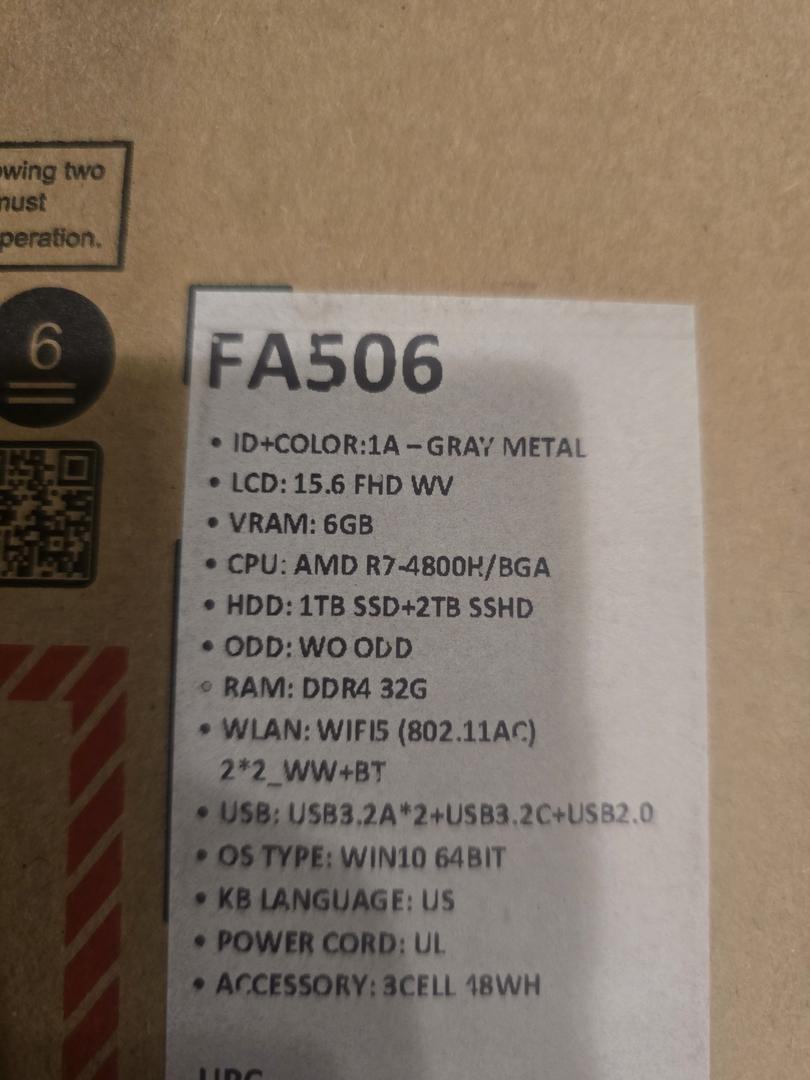 owing two
must
peration.
6
FA506
• ID+COLOR:1A – GRAY METAL
• LCD: 15.6 FHD WV
• VRAM: 6GB
• CPU: AMD R7-4800H/BGA
• HDD: 1TB SSD+2TB SSHD
• ODD: WO ODD
• RAM: DDR4 32G
• WLAN: WIFI5 (802.11AC)
2*2_WW+BT
• USB: USB3.2A*2+USB3.2C+USB2.0
• OS TYPE: WIN10 64BIT
• KB LANGUAGE: US
• POWER CORD: UL
• ACCESSORY: 3CELL 48WH
UPC